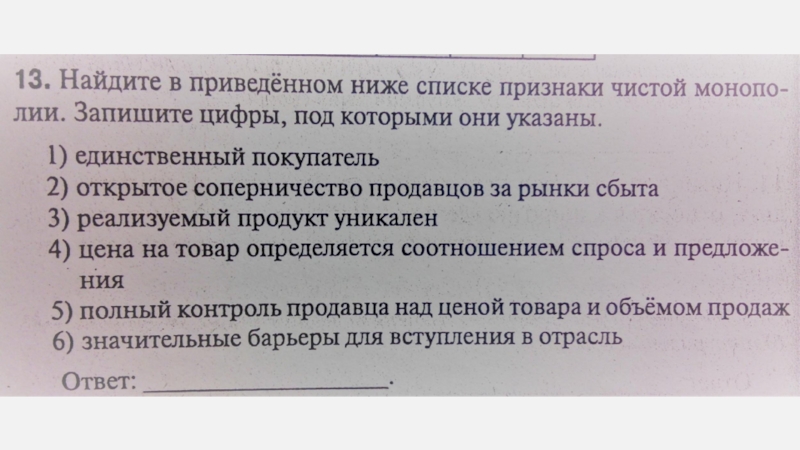 13. Найдите в приведённом ниже списке признаки чистой монопо-
лии. Запишите цифры, под которыми они указаны.
1) единственный покупатель
2) открытое соперничество продавцов за рынки сбыта
3) реализуемый продукт уникален
4) цена на товар определяется соотношением спроса и предложе-
ния
5) полный контроль продавца над ценой товара и объёмом продаж
6) значительные барьеры для вступления в отрасль
Ответ: ____________________.